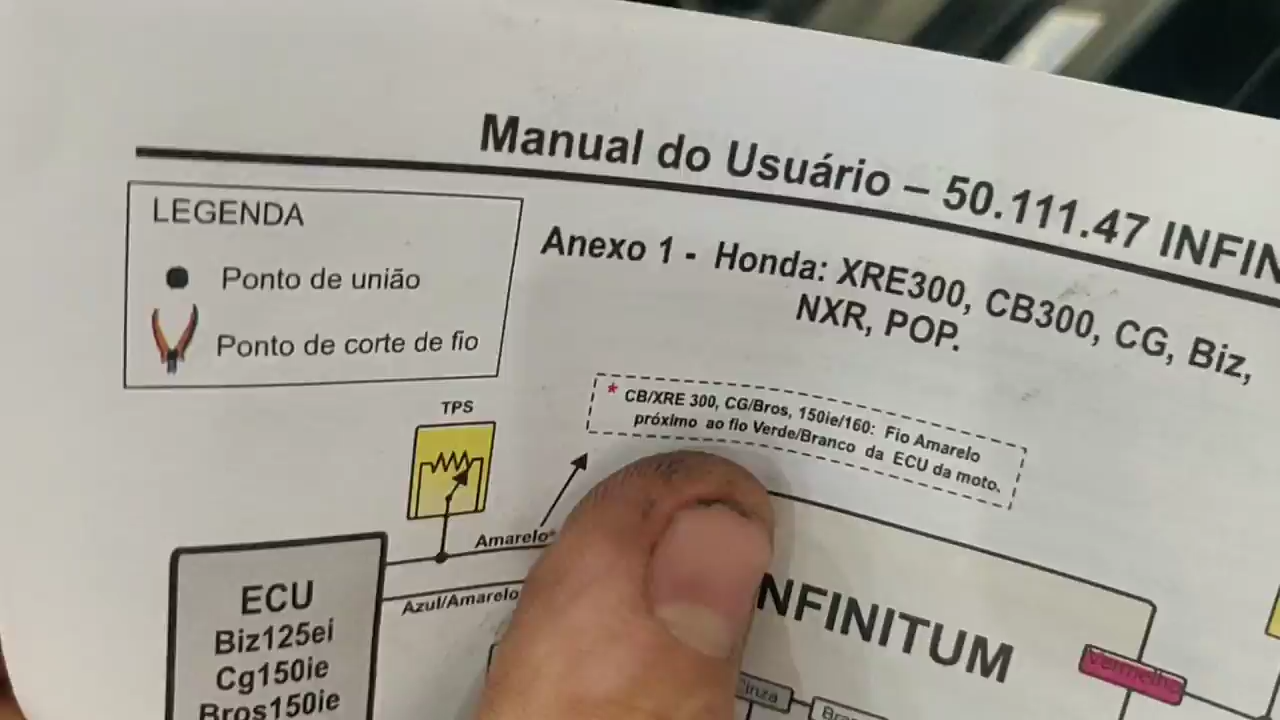 Manual do Usuário – 50.111.47
LEGENDA
Ponto de união
Ponto de corte de fio
Anexo 1 - Honda: XRE300, CB300, CG, Biz,
NXR, POP.
* CB/XRE 300, CG/Bros, 150ie/160: Fio Amarelo
próximo ao fio Verde/Branco da ECU da moto.
TPS
Amarelo*
Azul/Amarelo
ECU
Biz125ei
Cg150ie
Bros150ie
NFINITUM
Vermelho